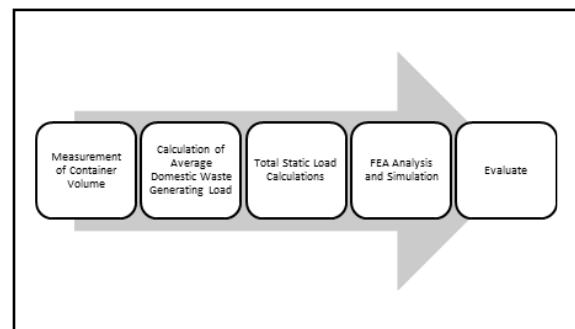 Measurement
of Container
Volume
Calculation of
Average
Domestic Waste
Generating Load
Total Static Load
Calculations
FEA Analysis
and Simulation
Evaluate